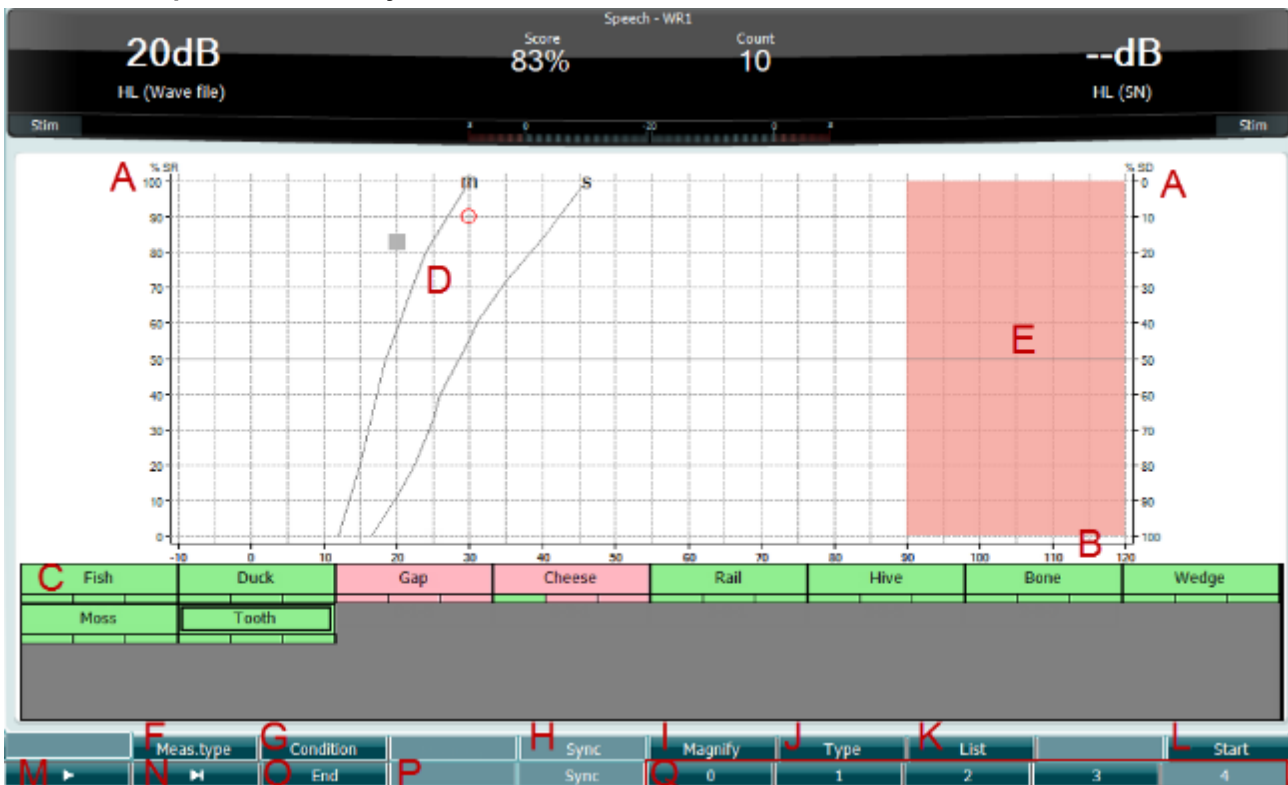 Speech - WR1
20dB Score Count --dB
83% 10
HL (Wave file) HL (SN)
Stim 0 -20 0 Stim
A % SR m s % SD A
100 0
90 10
80 20
D
70 30
60 40
E
50 50
40 60
30 70
20 80
10 90
0 B 100
-10 0 10 20 30 40 50 60 70 80 90 100 110 120
C Fish Duck Gap Cheese Rail Hive Bone Wedge
Moss Tooth
F Meas.type G Condition H Sync I Magnify J Type K List L Start
M N O End P Sync Q 0 1 2 3 4